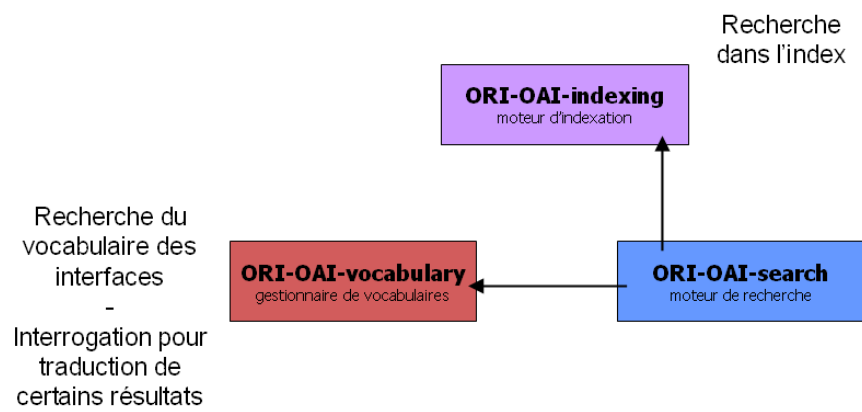 Recherche
dans l'index
ORI-OAI-indexing
moteur d'indexation
Recherche du
vocabulaire des
interfaces
-
Interrogation pour
traduction de
certains résultats
ORI-OAI-vocabulary
gestionnaire de vocabulaires
ORI-OAI-search
moteur de recherche